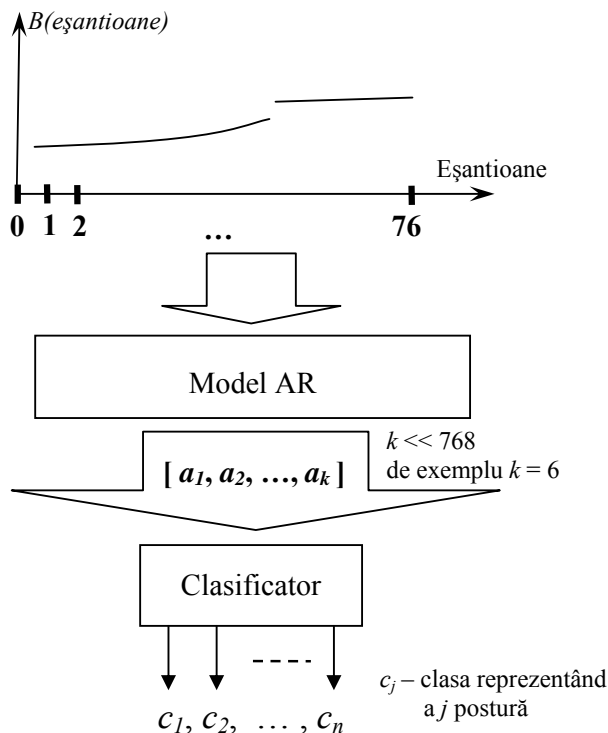 B(eşantioane)
Eşantioane
0 1 2 ... 76
Model AR
k << 768
de exemplu k = 6
[ a1, a2, ..., ak ]
Clasificator
cj – clasa reprezentând
a j postură
c1, c2, ... , cn